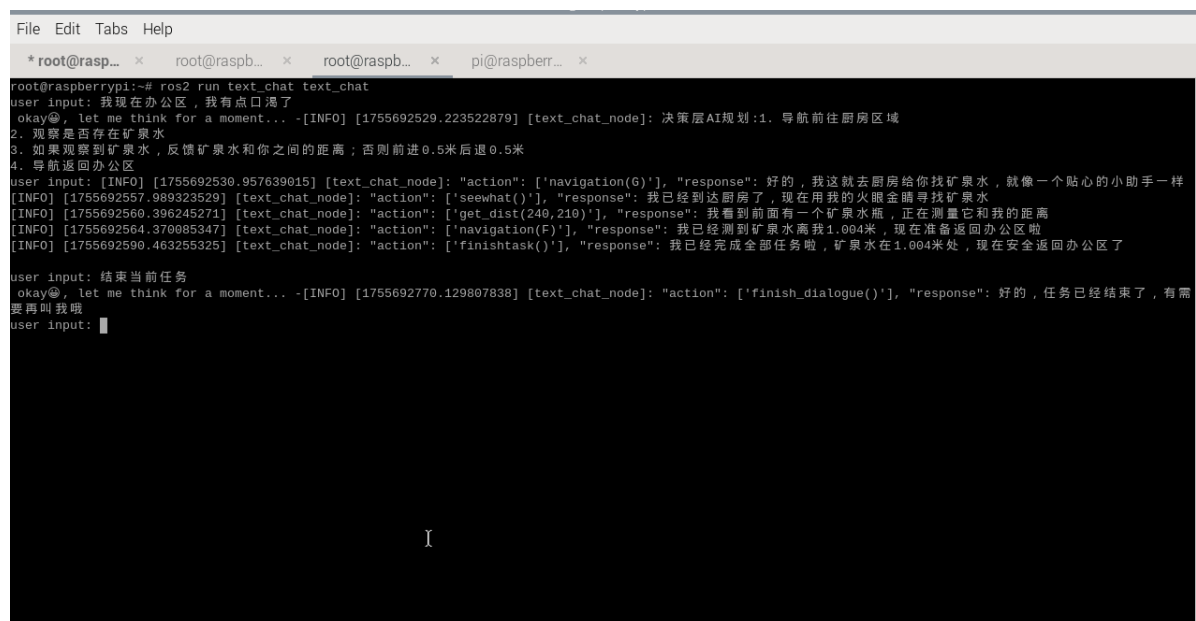 File Edit Tabs Help
* root@rasp... × root@raspb... × root@raspb... × pi@raspberr... ×
root@raspberrypi:~# ros2 run text_chat text_chat
user input: 我现在办公区，我有点口渴了
okay😀, let me think for a moment... -[INFO] [1755692529.223522879] [text_chat_node]: 决策层AI规划:1. 导航前往厨房区域
2. 观察是否存在矿泉水
3. 如果观察到矿泉水，反馈矿泉水和你之间的距离；否则前进0.5米后退0.5米
4. 导航返回办公区
user input: [INFO] [1755692530.957639015] [text_chat_node]: "action": ['navigation(G)'], "response": 好的，我这就去厨房给你找矿泉水，就像一个贴心的小助手一样
[INFO] [1755692557.989323529] [text_chat_node]: "action": ['seewhat()'], "response": 我已经到达厨房了，现在用我的火眼金睛寻找矿泉水
[INFO] [1755692560.396245271] [text_chat_node]: "action": ['get_dist(240,210)'], "response": 我看到前面有一个矿泉水瓶，正在测量它和我的距离
[INFO] [1755692564.370085347] [text_chat_node]: "action": ['navigation(F)'], "response": 我已经测到矿泉水离我1.004米，现在准备返回办公区啦
[INFO] [1755692590.463255325] [text_chat_node]: "action": ['finishtask()'], "response": 我已经完成全部任务啦，矿泉水在1.004米处，现在安全返回办公区了
user input: 结束当前任务
okay😀, let me think for a moment... -[INFO] [1755692770.129807838] [text_chat_node]: "action": ['finish_dialogue()'], "response": 好的，任务已经结束了，有需
要再叫我哦
user input: